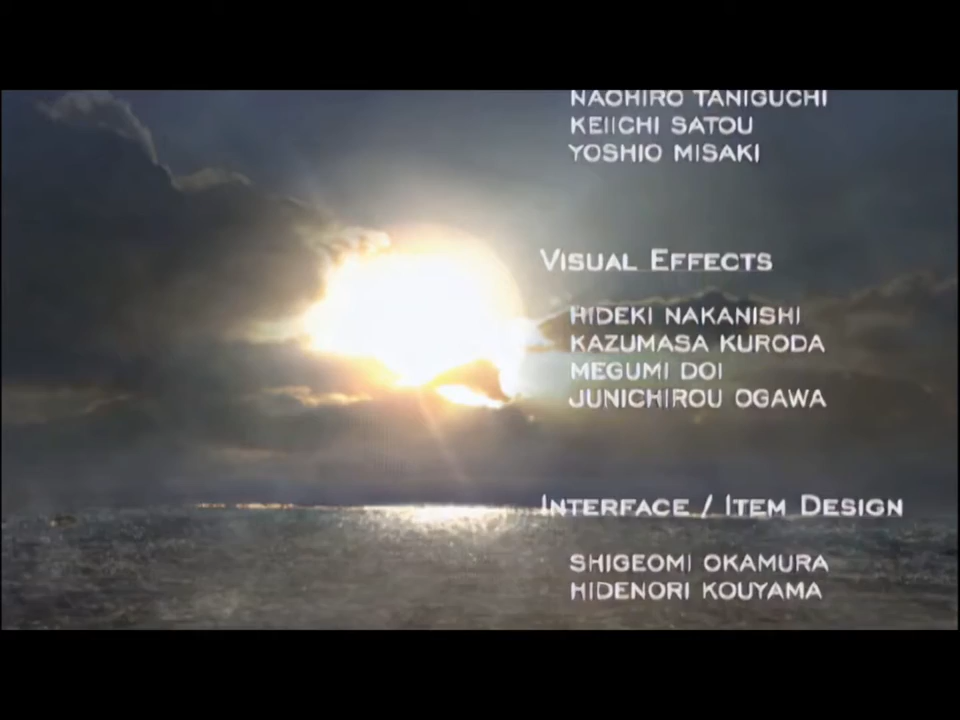 NAOHIRO TANIGUCHI
KEIICHI SATOU
YOSHIO MISAKI
VISUAL EFFECTS
HIDEKI NAKANISHI
KAZUMASA KURODA
MEGUMI DOI
JUNICHIROU OGAWA
INTERFACE / ITEM DESIGN
SHIGEOMI OKAMURA
HIDENORI KOUYAMA